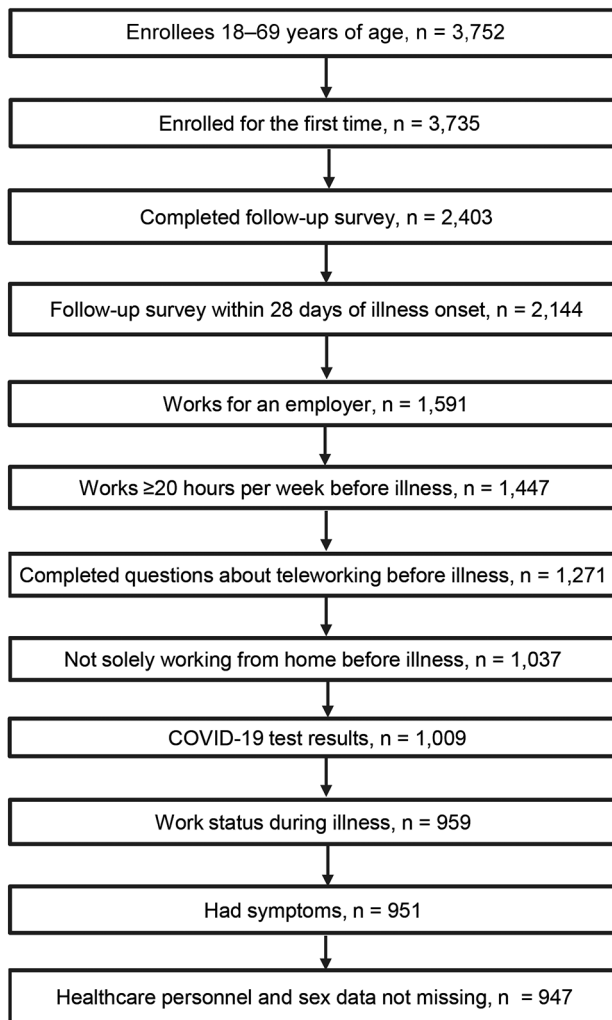 Enrollees 18–69 years of age, n = 3,752
Enrolled for the first time, n = 3,735
Completed follow-up survey, n = 2,403
Follow-up survey within 28 days of illness onset, n = 2,144
Works for an employer, n = 1,591
Works ≥20 hours per week before illness, n = 1,447
Completed questions about teleworking before illness, n = 1,271
Not solely working from home before illness, n = 1,037
COVID-19 test results, n = 1,009
Work status during illness, n = 959
Had symptoms, n = 951
Healthcare personnel and sex data not missing, n  = 947